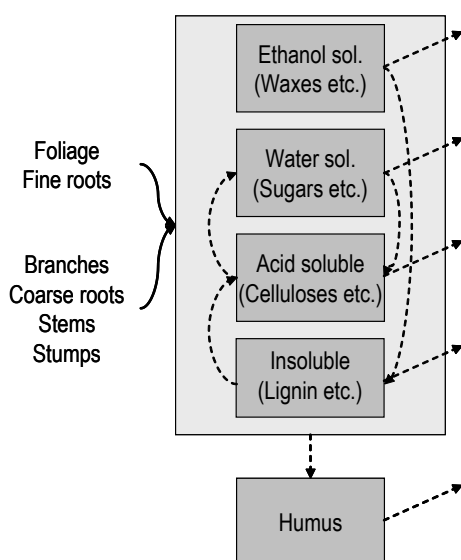 Foliage
Fine roots
Branches
Coarse roots
Stems
Stumps
Ethanol sol.
(Waxes etc.)
Water sol.
(Sugars etc.)
Acid soluble
(Celluloses etc.)
Insoluble
(Lignin etc.)
Humus